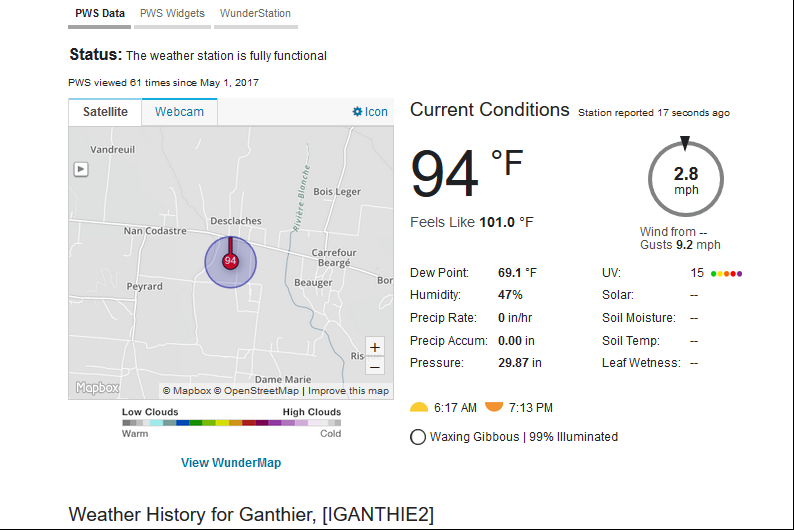 PWS Data PWS Widgets WunderStation
Status: The weather station is fully functional
PWS viewed 61 times since May 1, 2017
Satellite Webcam Icon
Vandreuil
Rivière Blanche
Bois Leger
Nan Codastre
Desclaches
Carrefour
Beargé
94
Peyrard
Beauger
Bor
+
−
Ris
Dame Marie
Mapbox
© Mapbox © OpenStreetMap | Improve this map
Low Clouds High Clouds
Warm Cold
View WunderMap
Current Conditions Station reported 17 seconds ago
94 °F
Feels Like 101.0 °F
2.8
mph
Wind from --
Gusts 9.2 mph
Dew Point: 69.1 °F
Humidity: 47%
Precip Rate: 0 in/hr
Precip Accum: 0.00 in
Pressure: 29.87 in
UV: 15
Solar: --
Soil Moisture: --
Soil Temp: --
Leaf Wetness: --
6:17 AM 7:13 PM
Waxing Gibbous | 99% Illuminated
Weather History for Ganthier, [IGANTHIE2]